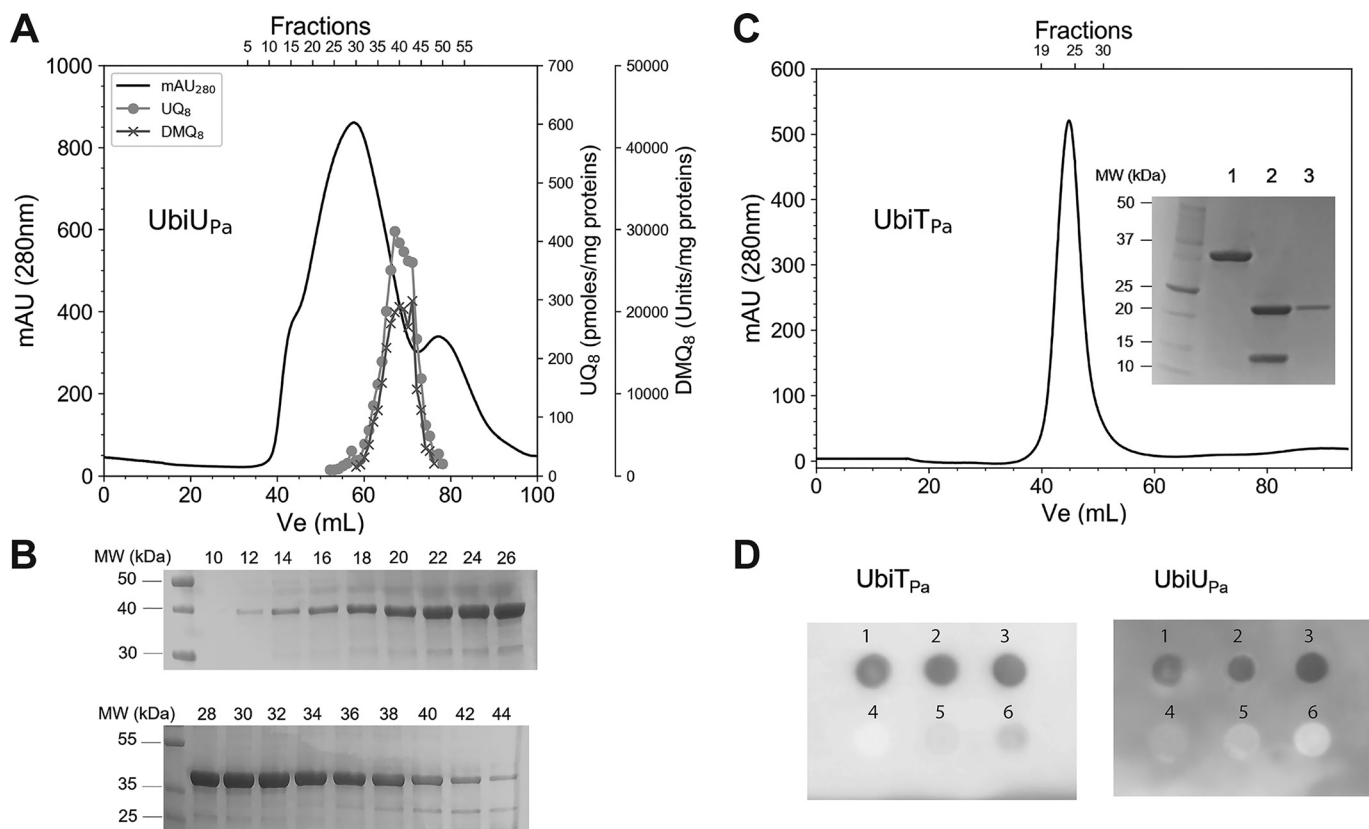 A
Fractions
5 10 15 20 25 30 35 40 45 50 55
1000
800
600
400
200
0
mAU (280nm)
mAU280
UQ8
DMQ8
UbiUPa
700
600
500
400
300
200
100
0
UQ8 (pmoles/mg proteins)
50000
40000
30000
20000
10000
0
DMQ8 (Units/mg proteins)
0 20 40 60 80 100
Ve (mL)
B
MW (kDa) 10 12 14 16 18 20 22 24 26
50
40
30
MW (kDa) 28 30 32 34 36 38 40 42 44
55
35
25
C
Fractions
19 25 30
600
500
400
300
200
100
0
mAU (280nm)
UbiTPa
MW (kDa) 1 2 3
50
37
25
20
15
10
0 20 40 60 80
Ve (mL)
D
UbiTPa
1 2 3
4 5 6
UbiUPa
1 2 3
4 5 6